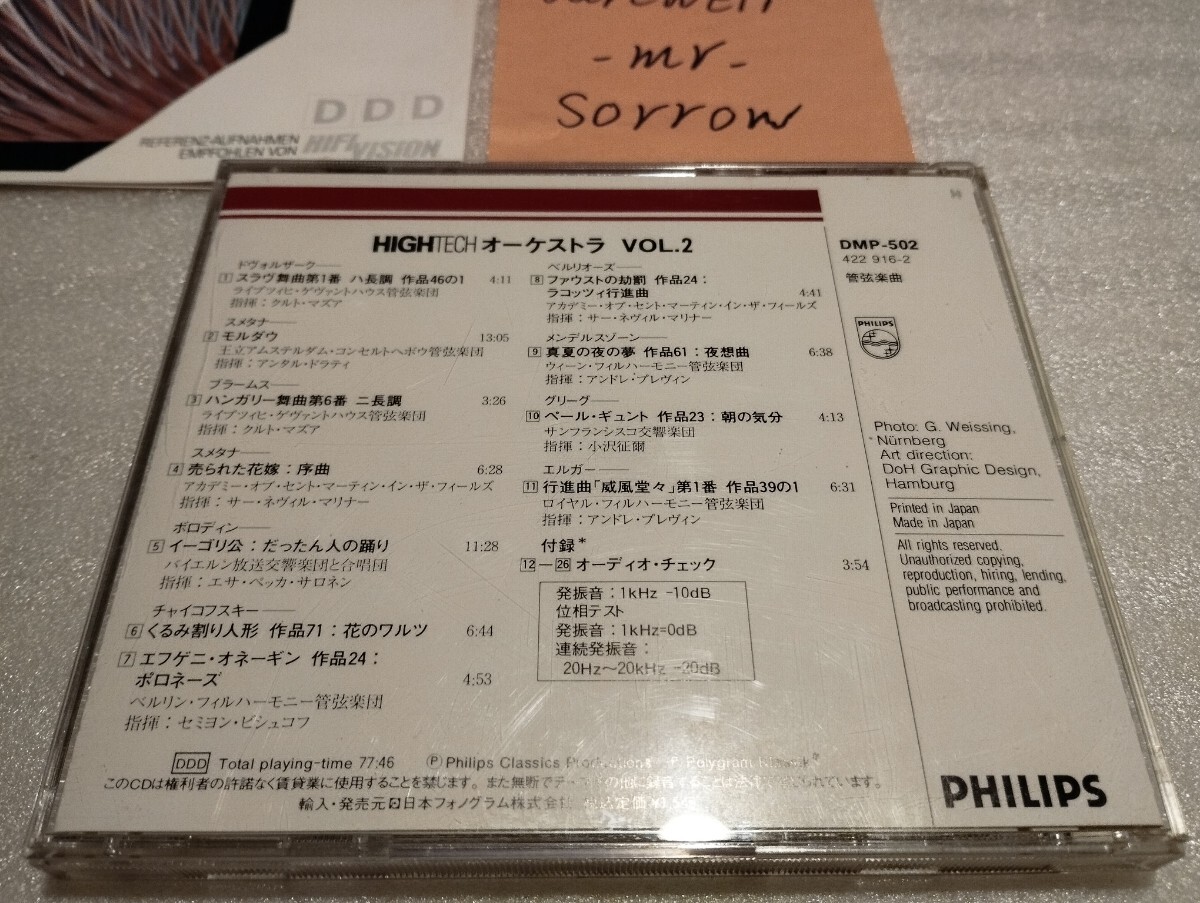 -mr-
sorrow
DDD
REFERENZ-AUFNAHMEN
EMPFOHLEN VON HIFI VISION
HIGHTECH オーケストラ VOL.2
ドヴォルザーク——
1 スラヴ舞曲第1番 ハ長調 作品46の1 4:11
ライプツィヒ・ゲヴァントハウス管弦楽団
指揮：クルト・マズア
スメタナ——
2 モルダウ 13:05
王立アムステルダム・コンセルトヘボウ管弦楽団
指揮：アンタル・ドラティ
ブラームス——
3 ハンガリー舞曲第6番 ニ長調 3:26
ライプツィヒ・ゲヴァントハウス管弦楽団
指揮：クルト・マズア
スメタナ——
4 売られた花嫁：序曲 6:28
アカデミー・オブ・セント・マーティン・イン・ザ・フィールズ
指揮：サー・ネヴィル・マリナー
ボロディン——
5 イーゴリ公：だったん人の踊り 11:28
バイエルン放送交響楽団と合唱団
指揮：エサ・ペッカ・サロネン
チャイコフスキー——
6 くるみ割り人形 作品71：花のワルツ 6:44
7 エフゲニ・オネーギン 作品24：
ポロネーズ 4:53
ベルリン・フィルハーモニー管弦楽団
指揮：セミヨン・ビシュコフ
ベルリオーズ——
8 ファウストの劫罰 作品24：
ラコッツィ行進曲 4:41
アカデミー・オブ・セント・マーティン・イン・ザ・フィールズ
指揮：サー・ネヴィル・マリナー
メンデルスゾーン——
9 真夏の夜の夢 作品61：夜想曲 6:38
ウィーン・フィルハーモニー管弦楽団
指揮：アンドレ・プレヴィン
グリーグ——
10 ペール・ギュント 作品23：朝の気分 4:13
サンフランシスコ交響楽団
指揮：小沢征爾
エルガー——
11 行進曲「威風堂々」第1番 作品39の1 6:31
ロイヤル・フィルハーモニー管弦楽団
指揮：アンドレ・プレヴィン
付録*
12—26 オーディオ・チェック 3:54
発振音：1kHz -10dB
位相テスト
発振音：1kHz=0dB
連続発振音：
20Hz〜20kHz -20dB
DDD Total playing-time 77:46 ℗Philips Classics Productions ℗ Polygram
このCDは権利者の許諾なく賃貸業に使用することを禁じます。また無断で
輸入・発売元 日本フォノグラム株式会社 税込定価
DMP-502
422 916-2
管弦楽曲
PHILIPS
Photo: G. Weissing,
Nürnberg
Art direction:
DoH Graphic Design,
Hamburg
Printed in Japan
Made in Japan
All rights reserved.
Unauthorized copying,
reproduction, hiring, lending,
public performance and
broadcasting prohibited.
PHILIPS